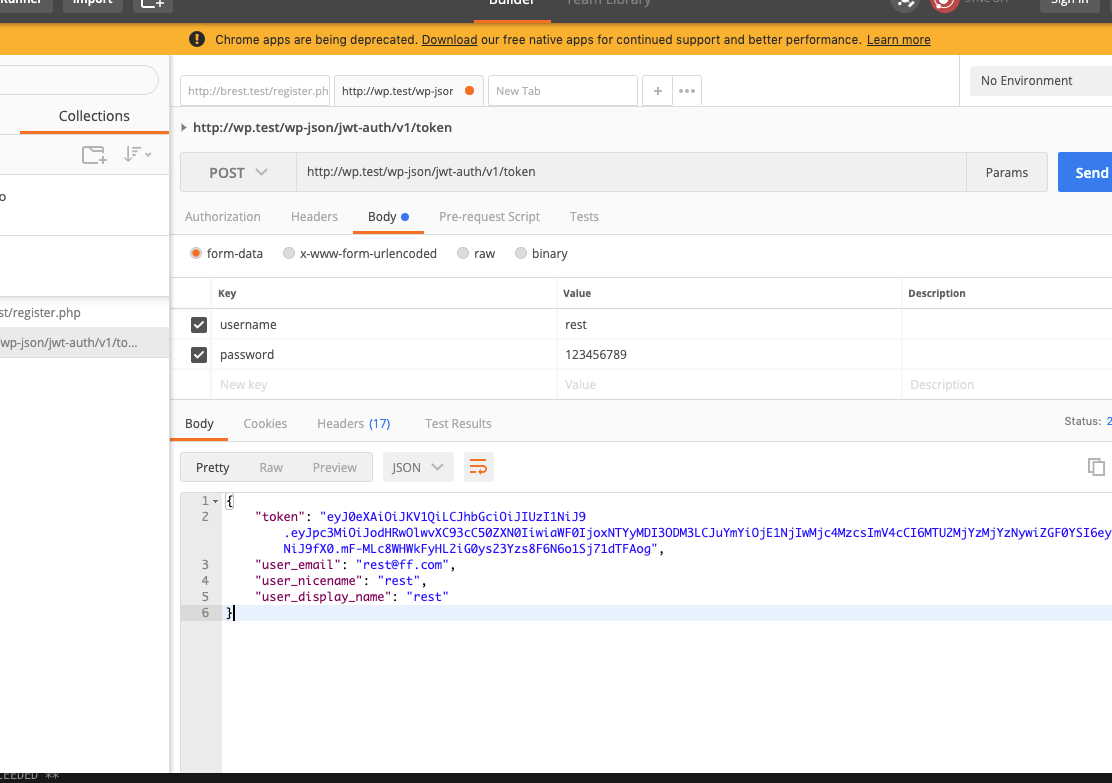 Runner
Import
Builder
Team Library
Sign in
Chrome apps are being deprecated. Download our free native apps for continued support and better performance. Learn more
http://brest.test/register.ph
http://wp.test/wp-jsor
New Tab
No Environment
Collections
http://wp.test/wp-json/jwt-auth/v1/token
POST
http://wp.test/wp-json/jwt-auth/v1/token
Params
Send
o
Authorization
Headers
Body
Pre-request Script
Tests
form-data
x-www-form-urlencoded
raw
binary
Key
Value
Description
st/register.php
username
rest
wp-json/jwt-auth/v1/to...
password
123456789
New key
Value
Description
Body
Cookies
Headers (17)
Test Results
Status: 2
Pretty
Raw
Preview
JSON
1 {
2 "token": "eyJ0eXAiOiJKV1QiLCJhbGciOiJIUzI1NiJ9
.eyJpc3MiOiJodHRwOlwvXC93cC50ZXN0IiwiaWF0IjoxNTYyMDI3ODM3LCJuYmYiOjE1NjIwMjc4MzcsImV4cCI6MTU2MjYzMjYzNywiZGF0YSI6ey
NiJ9fX0.mF-MLc8WHWkFyHL2iG0ys23Yzs8F6N6o1Sj71dTFAog",
3 "user_email": "rest@ff.com",
4 "user_nicename": "rest",
5 "user_display_name": "rest"
6 }